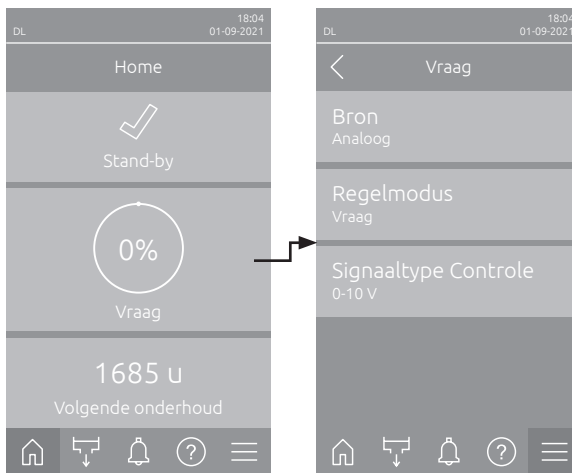 18:04
DL 01-09-2021
Home
Stand-by
0%
Vraag
1685 u
Volgende onderhoud
?
18:04
DL 01-09-2021
Vraag
Bron
Analoog
Regelmodus
Vraag
Signaaltype Controle
0-10 V
?